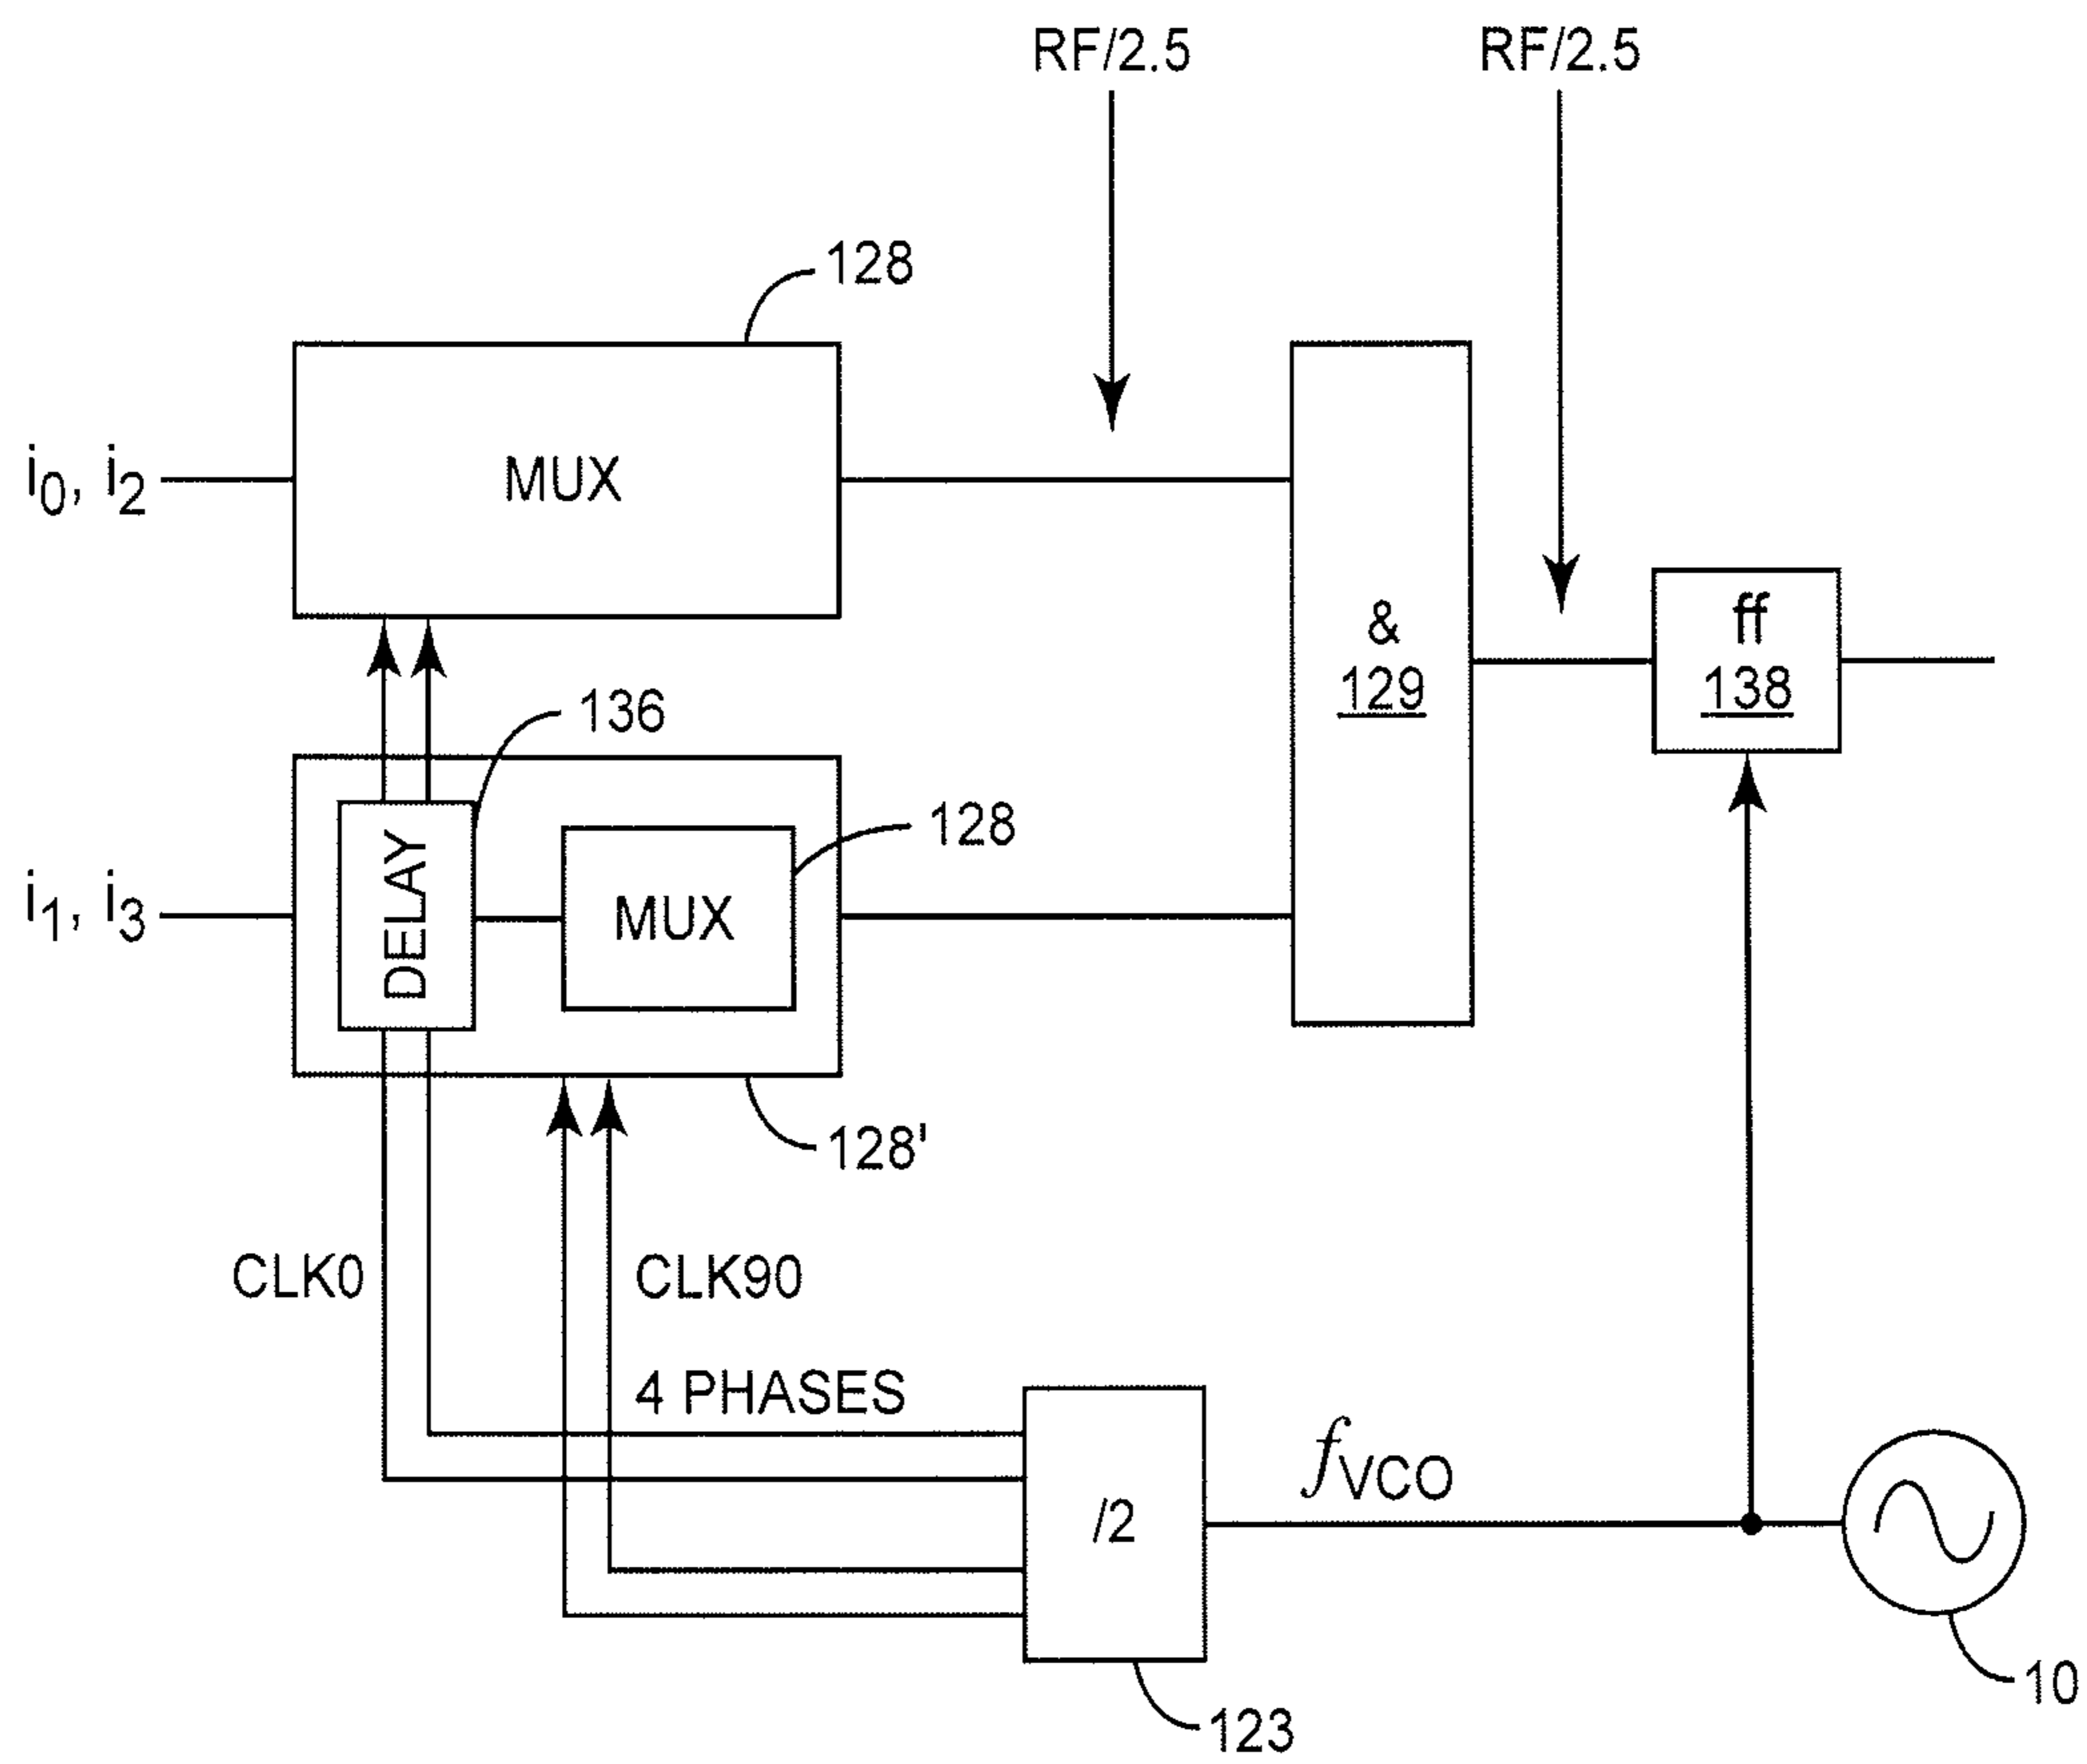 RF/2.5
RF/2.5
128
i0, i2
MUX
&
129
ff
138
136
128
i1, i3
DELAY
MUX
128'
CLK0
CLK90
4 PHASES
/2
fVCO
123
10